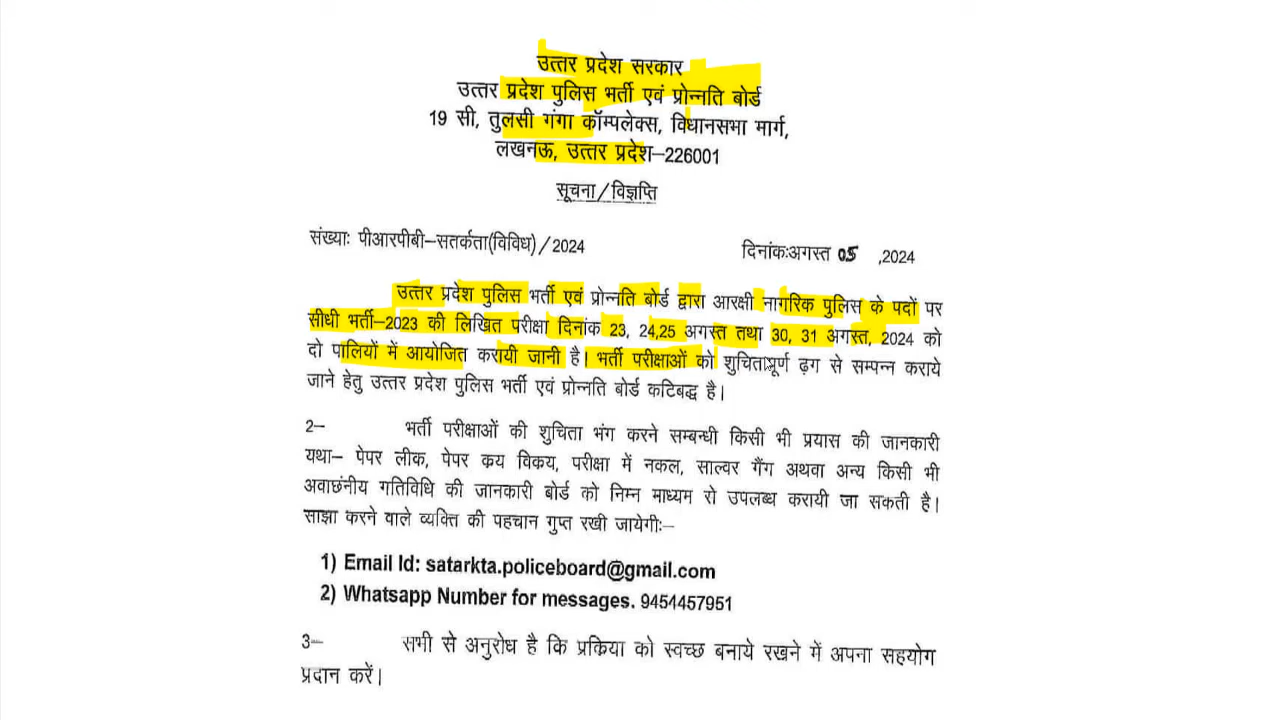 उत्तर प्रदेश सरकार
उत्तर प्रदेश पुलिस भर्ती एवं प्रोन्नति बोर्ड
19 सी, तुलसी गंगा कॉम्पलेक्स, विधानसभा मार्ग,
लखनऊ, उत्तर प्रदेश–226001
सूचना/विज्ञप्ति
संख्याः पीआरपीबी–सतर्कता(विविध)/2024 दिनांकःअगस्त 05 ,2024
उत्तर प्रदेश पुलिस भर्ती एवं प्रोन्नति बोर्ड द्वारा आरक्षी नागरिक पुलिस के पदों पर
सीधी भर्ती–2023 की लिखित परीक्षा दिनांक 23, 24,25 अगस्त तथा 30, 31 अगस्त, 2024 को
दो पालियों में आयोजित करायी जानी है। भर्ती परीक्षाओं को शुचितापूर्ण ढ़ग से सम्पन्न कराये
जाने हेतु उत्तर प्रदेश पुलिस भर्ती एवं प्रोन्नति बोर्ड कटिबद्ध है।
2– भर्ती परीक्षाओं की शुचिता भंग करने सम्बन्धी किसी भी प्रयास की जानकारी
यथा– पेपर लीक, पेपर कय विकय, परीक्षा में नकल, साल्वर गैंग अथवा अन्य किसी भी
अवाछंनीय गतिविधि की जानकारी बोर्ड को निम्न माध्यम से उपलब्ध करायी जा सकती है।
साझा करने वाले व्यक्ति की पहचान गुप्त रखी जायेगीः–
1) Email Id: satarkta.policeboard@gmail.com
2) Whatsapp Number for messages. 9454457951
3– सभी से अनुरोध है कि प्रकिया को स्वच्छ बनाये रखने में अपना सहयोग
प्रदान करें।